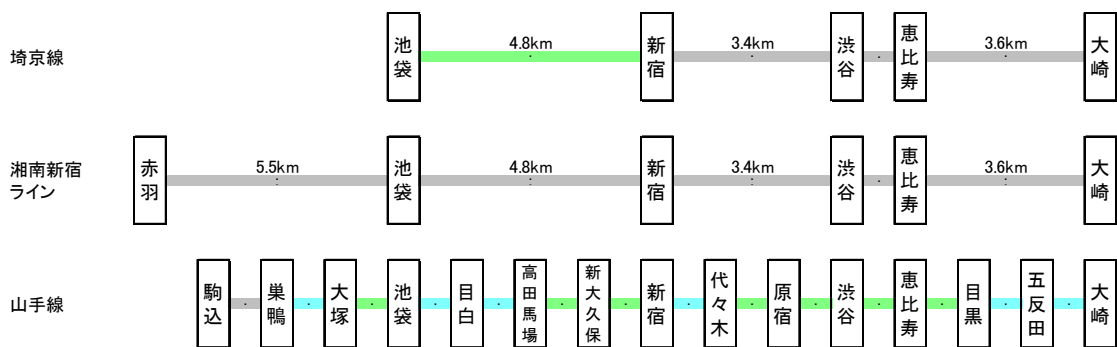 埼京線
池袋
4.8km
新宿
3.4km
渋谷
恵比寿
3.6km
大崎
湘南新宿
ライン
赤羽
5.5km
池袋
4.8km
新宿
3.4km
渋谷
恵比寿
3.6km
大崎
山手線
駒込
巣鴨
大塚
池袋
目白
高田馬場
新大久保
新宿
代々木
原宿
渋谷
恵比寿
目黒
五反田
大崎